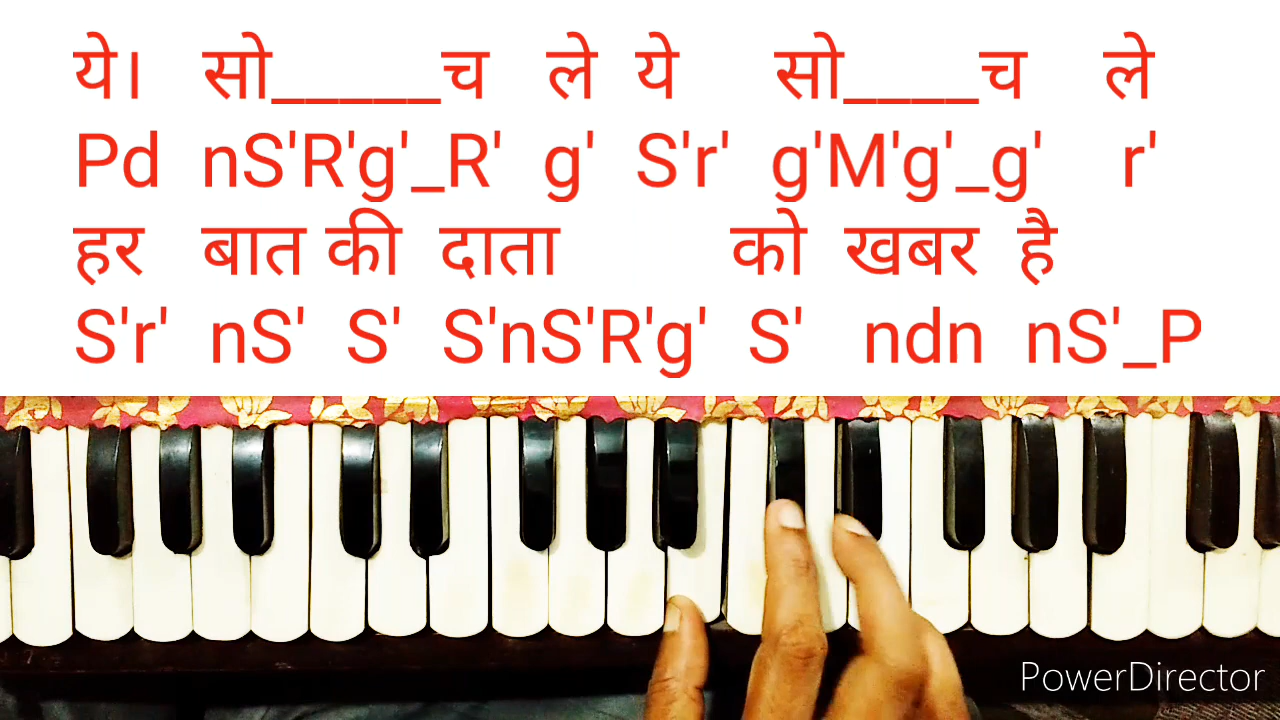 ये। सो_____च ले ये सो____च ले
Pd nS'R'g'_R' g' S'r' g'M'g'_g' r'
हर बात की दाता को खबर है
S'r' nS' S' S'nS'R'g' S' ndn nS'_P
PowerDirector